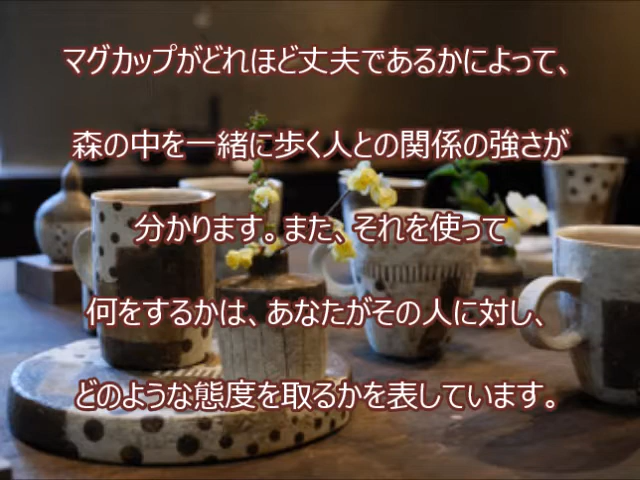 マグカップがどれほど丈夫であるかによって、
森の中を一緒に歩く人との関係の強さが
分かります。また、それを使って
何をするかは、あなたがその人に対し、
どのような態度を取るかを表しています。